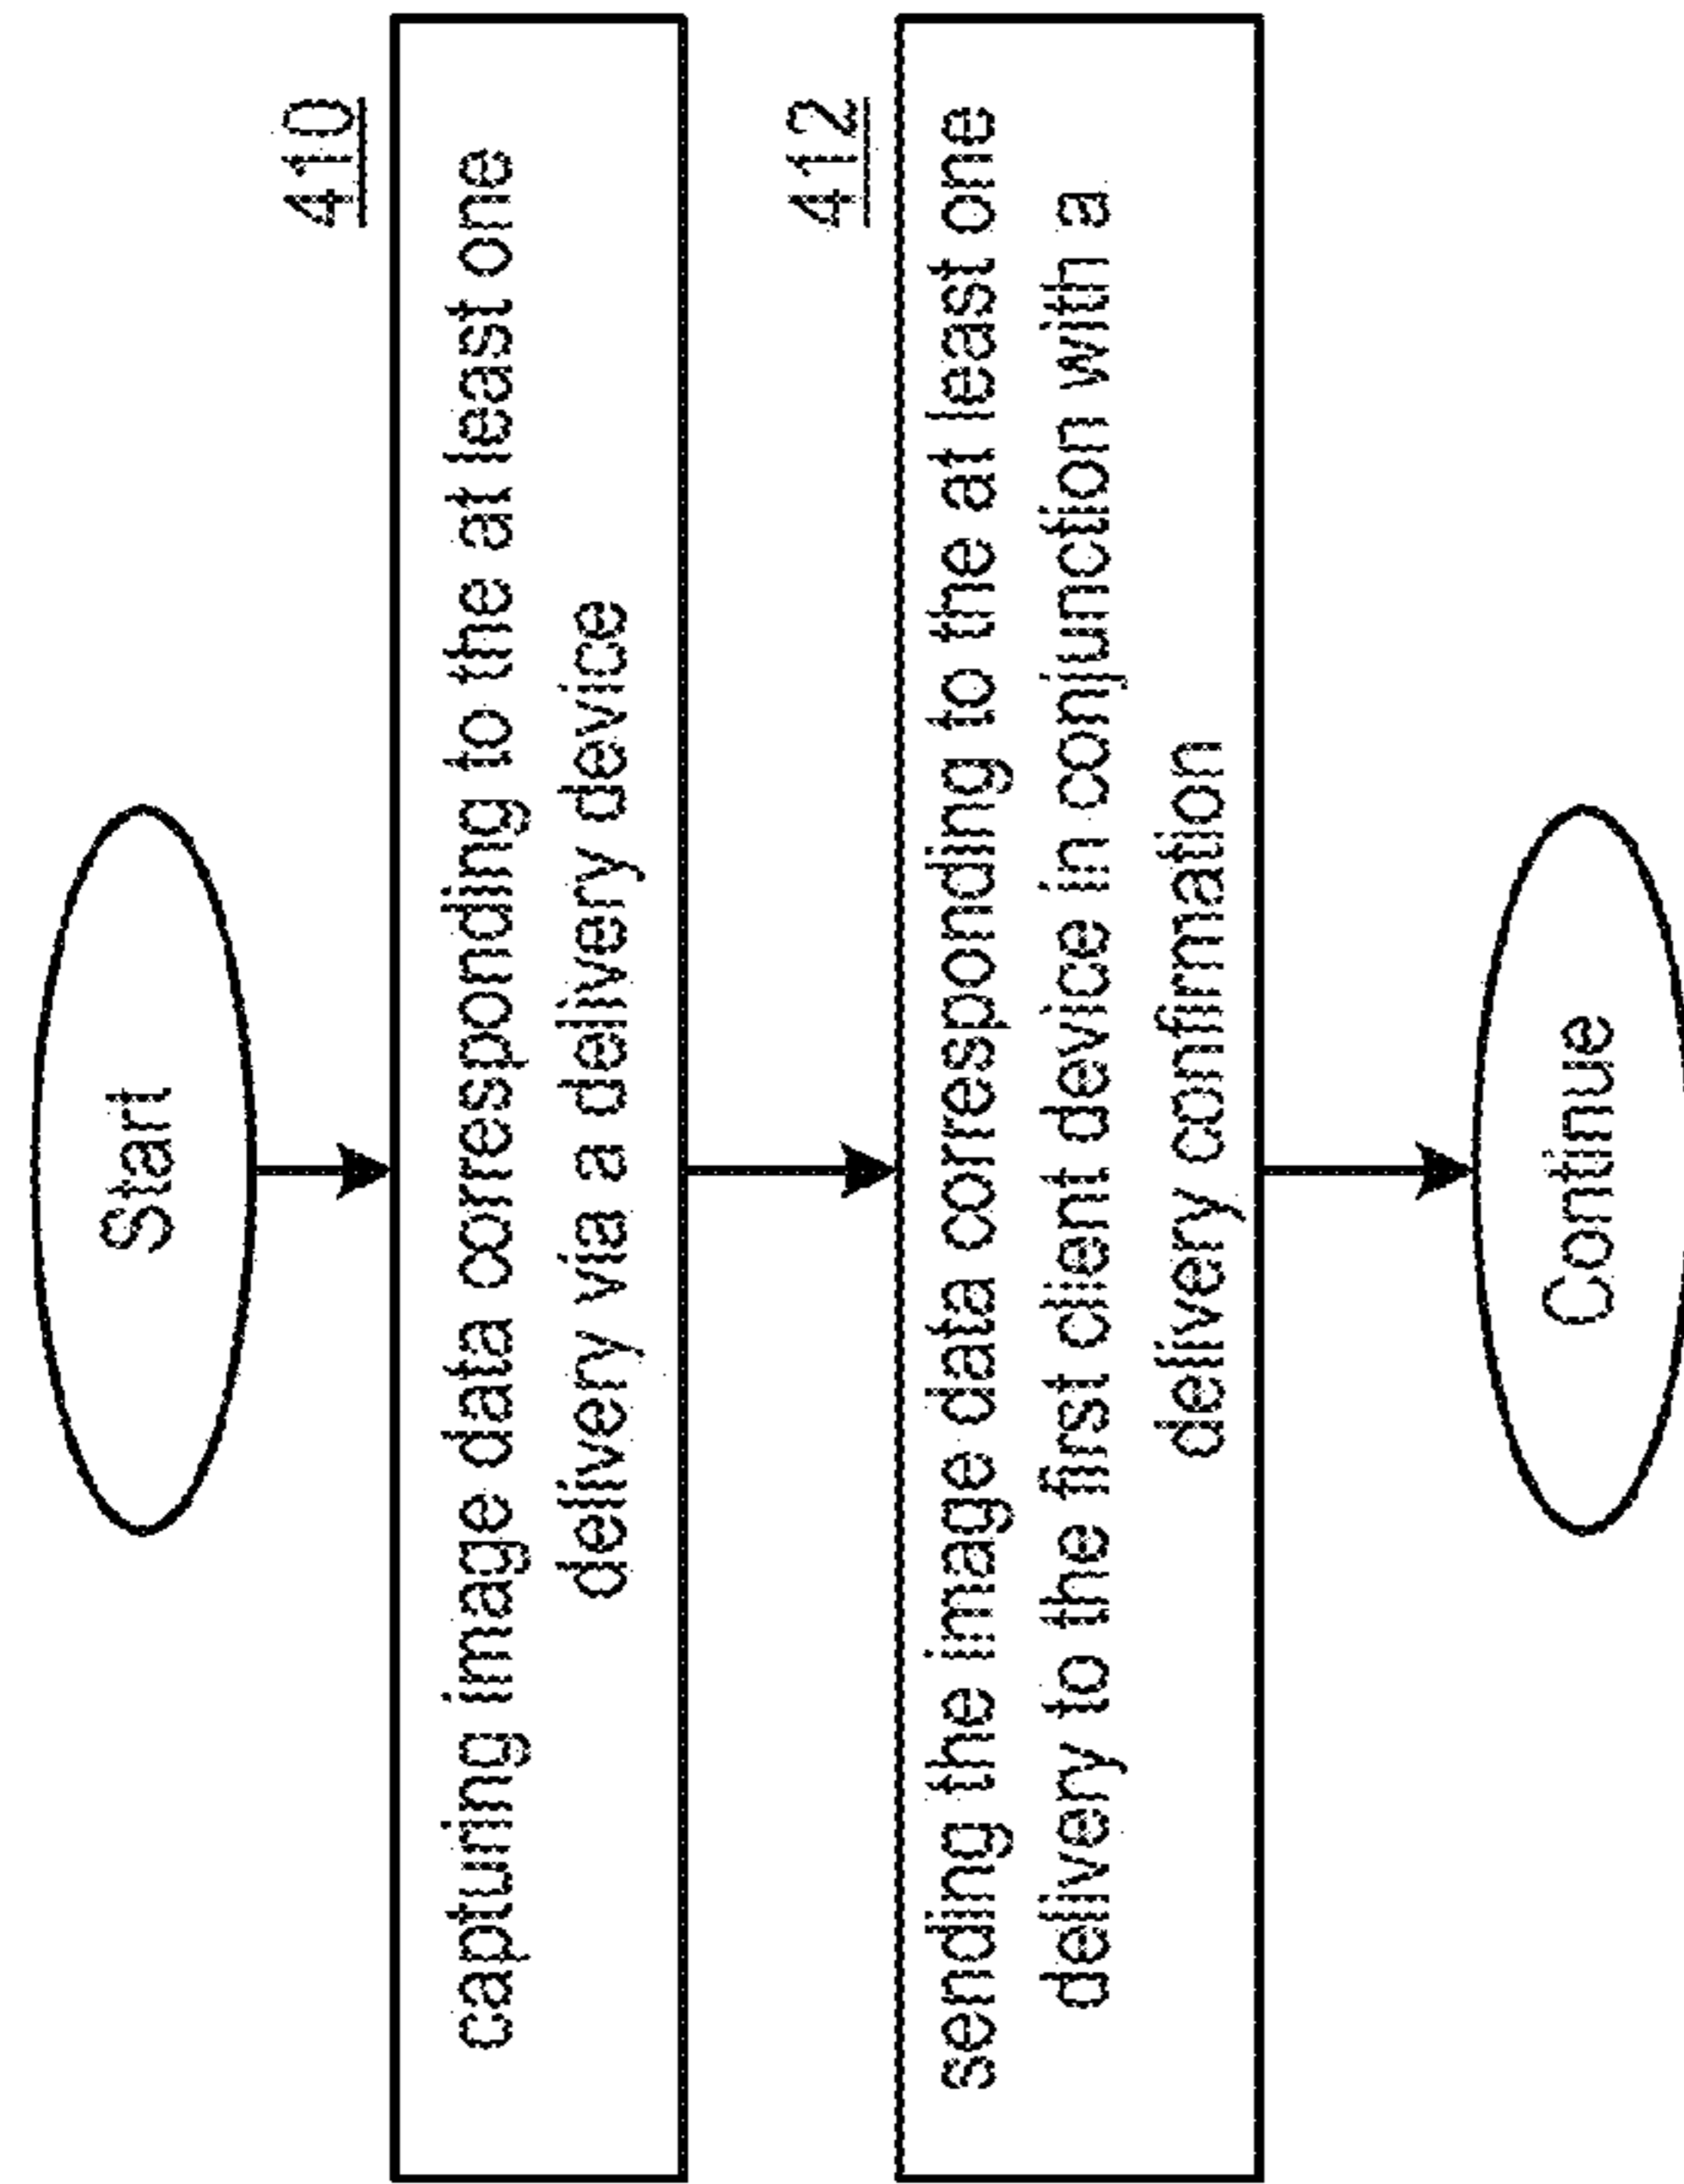 Start
410
capturing image data corresponding to the at least one
delivery via a delivery device
412
sending the image data corresponding to the at least one
delivery to the first client device in conjunction with a
delivery confirmation
Continue